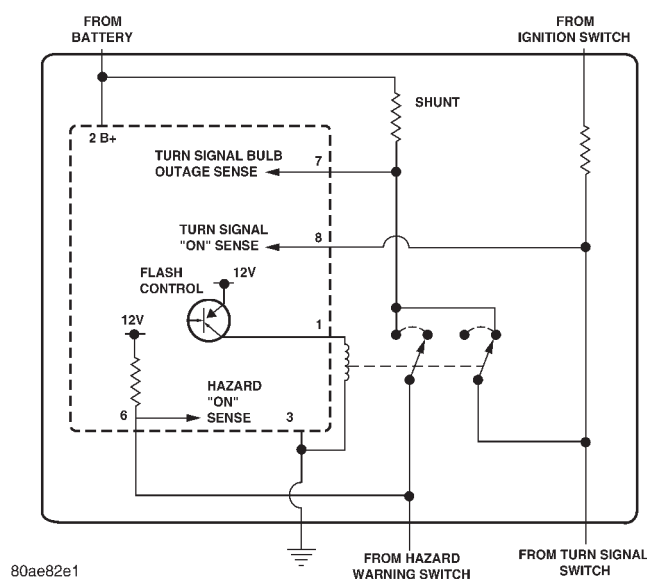 FROM
BATTERY
FROM
IGNITION SWITCH
SHUNT
2 B+
TURN SIGNAL BULB
OUTAGE SENSE
7
TURN SIGNAL
"ON" SENSE
8
FLASH
CONTROL
12V
12V
1
HAZARD
"ON"
SENSE
6
3
FROM HAZARD
WARNING SWITCH
FROM TURN SIGNAL
SWITCH
80ae82e1